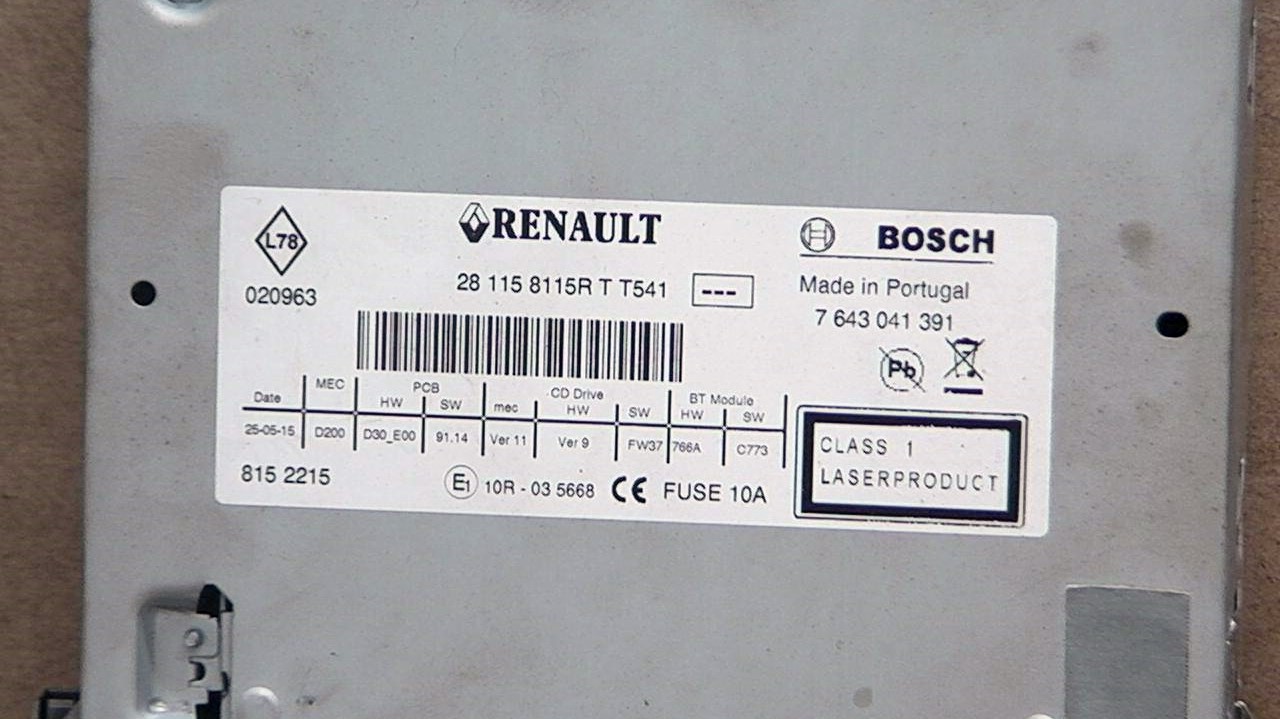 L78
020963
RENAULT
28 115 8115R T T541
---
BOSCH
Made in Portugal
7 643 041 391
Pb
Date MEC PCB CD Drive BT Module
HW SW mec HW SW HW SW
25-05-15 D200 D30_E00 91.14 Ver 11 Ver 9 FW37 766A C773
815 2215
E1 10R - 03 5668 CE FUSE 10A
CLASS 1
LASERPRODUCT